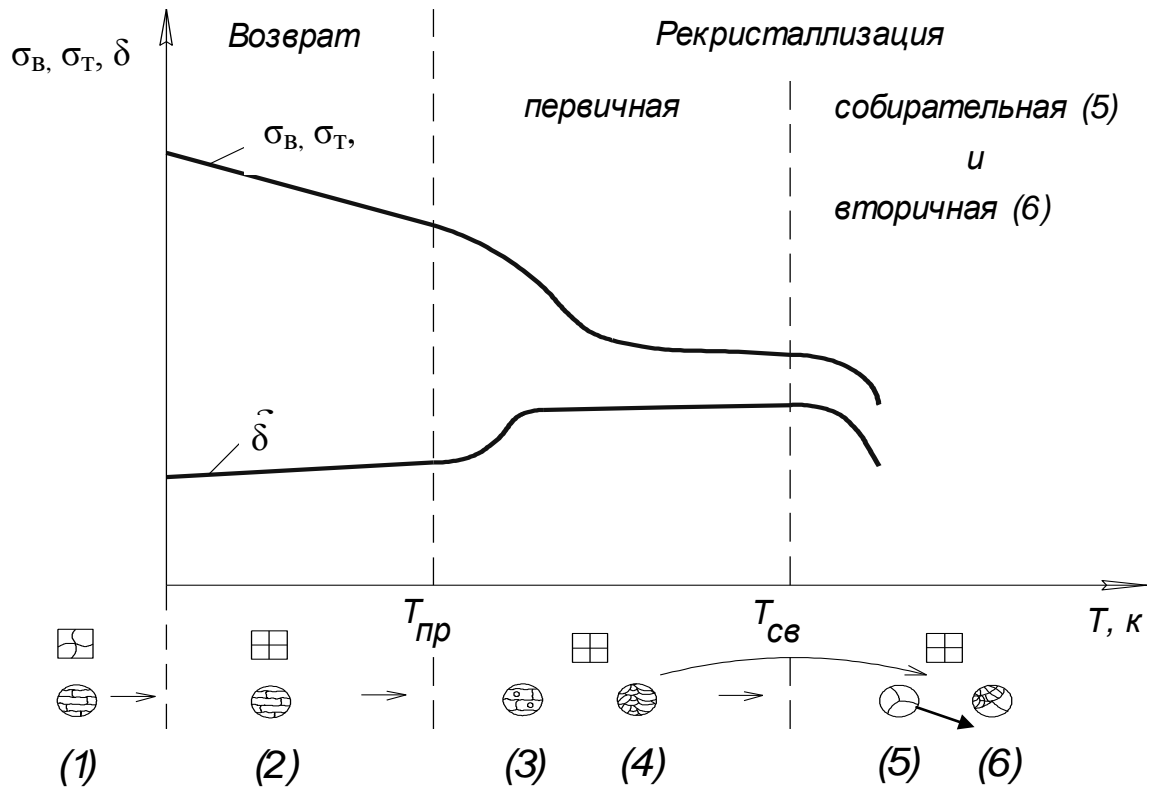 Возврат
Рекристаллизация
σв, σт, δ
первичная
собирательная (5)
и
вторичная (6)
σв, σт,
δ
Tпр
Tсв
T, к
(1)
(2)
(3)
(4)
(5)
(6)